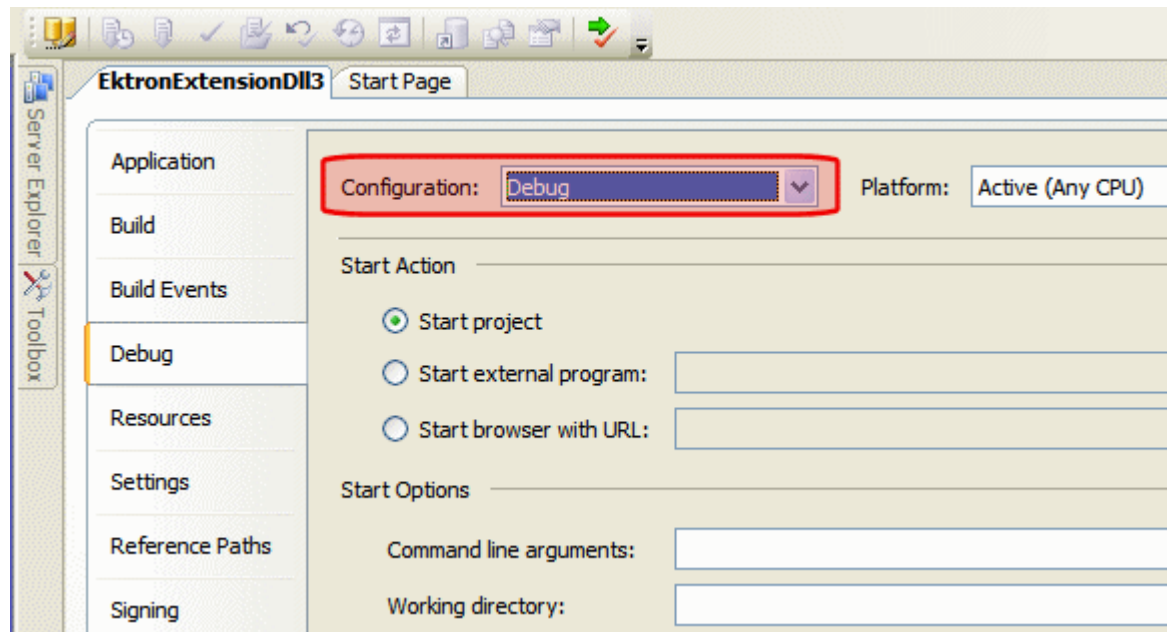 EktronExtensionDll3 Start Page
Server Explorer
Toolbox
Application
Build
Build Events
Debug
Resources
Settings
Reference Paths
Signing
Configuration: Debug Platform: Active (Any CPU)
Start Action
Start project
Start external program:
Start browser with URL:
Start Options
Command line arguments:
Working directory: